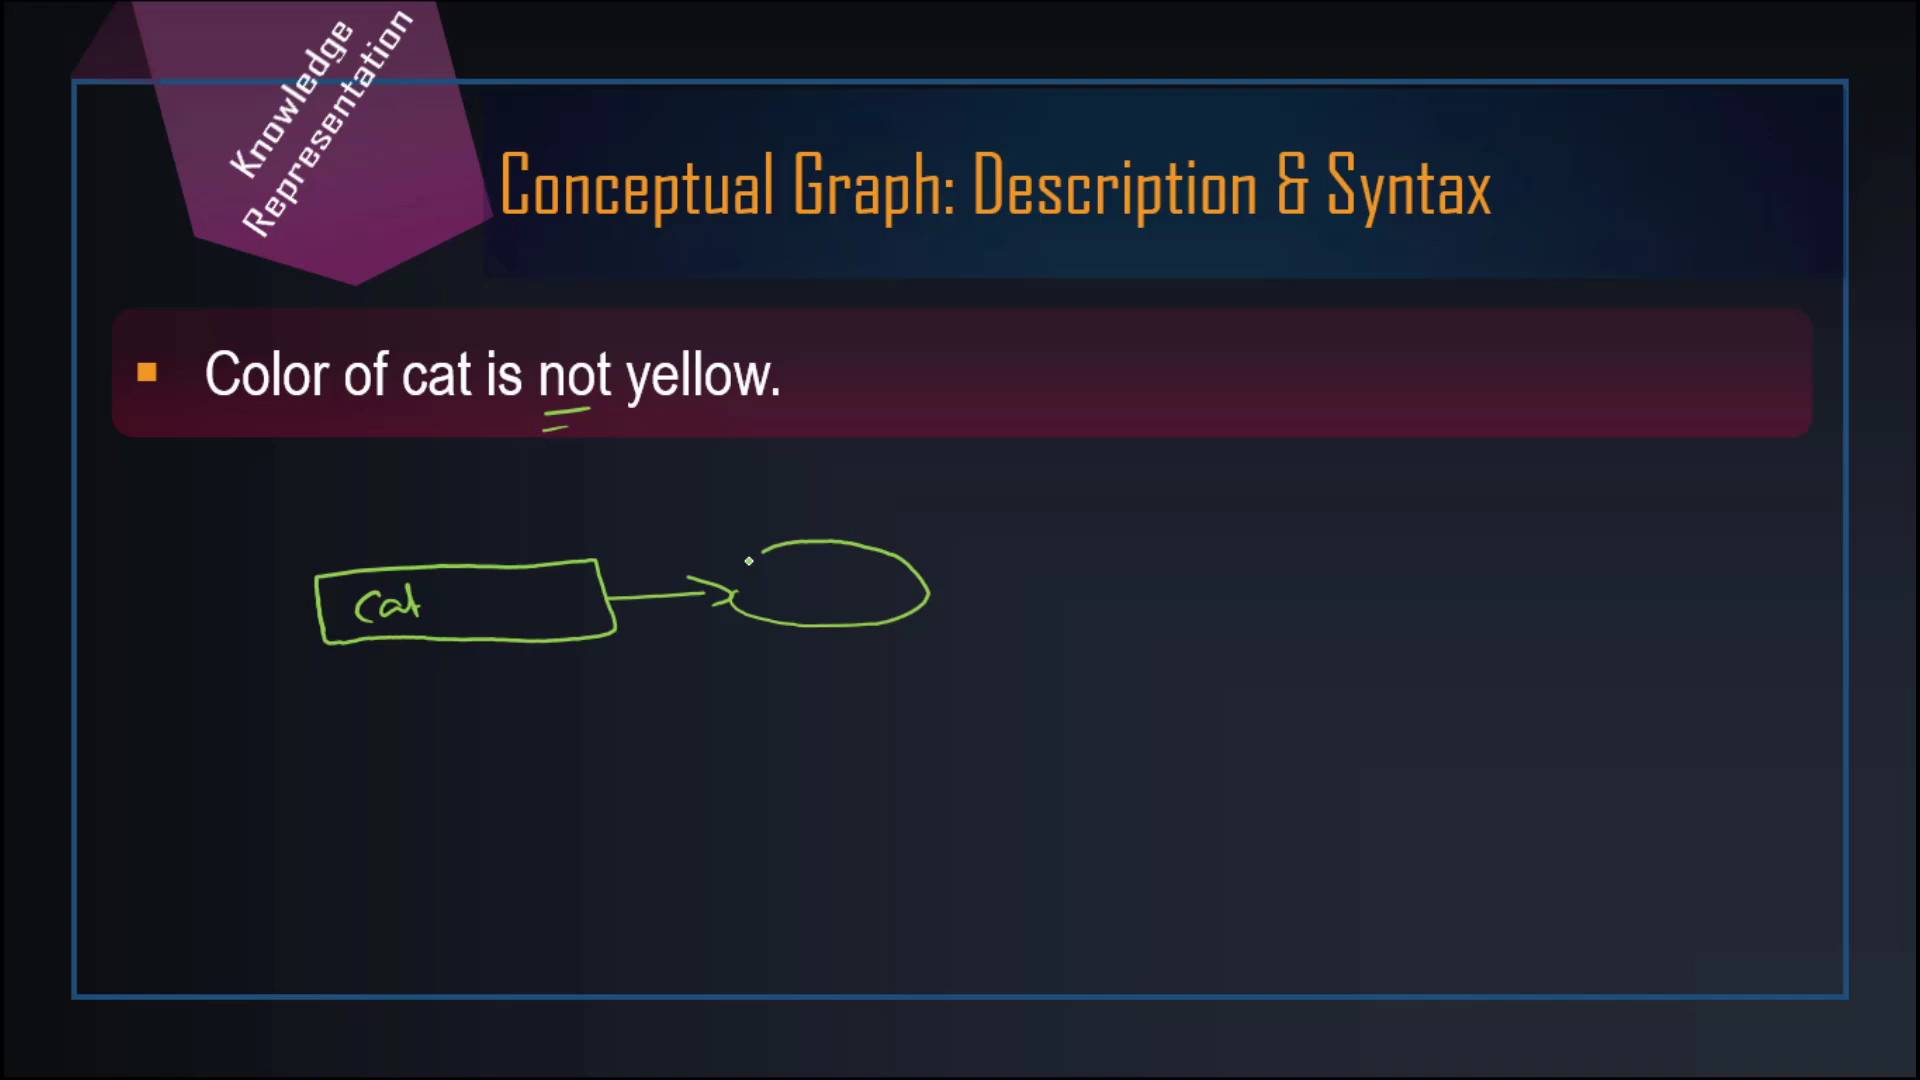 Knowledge
Representation
Conceptual Graph: Description & Syntax
Color of cat is not yellow.
Cat